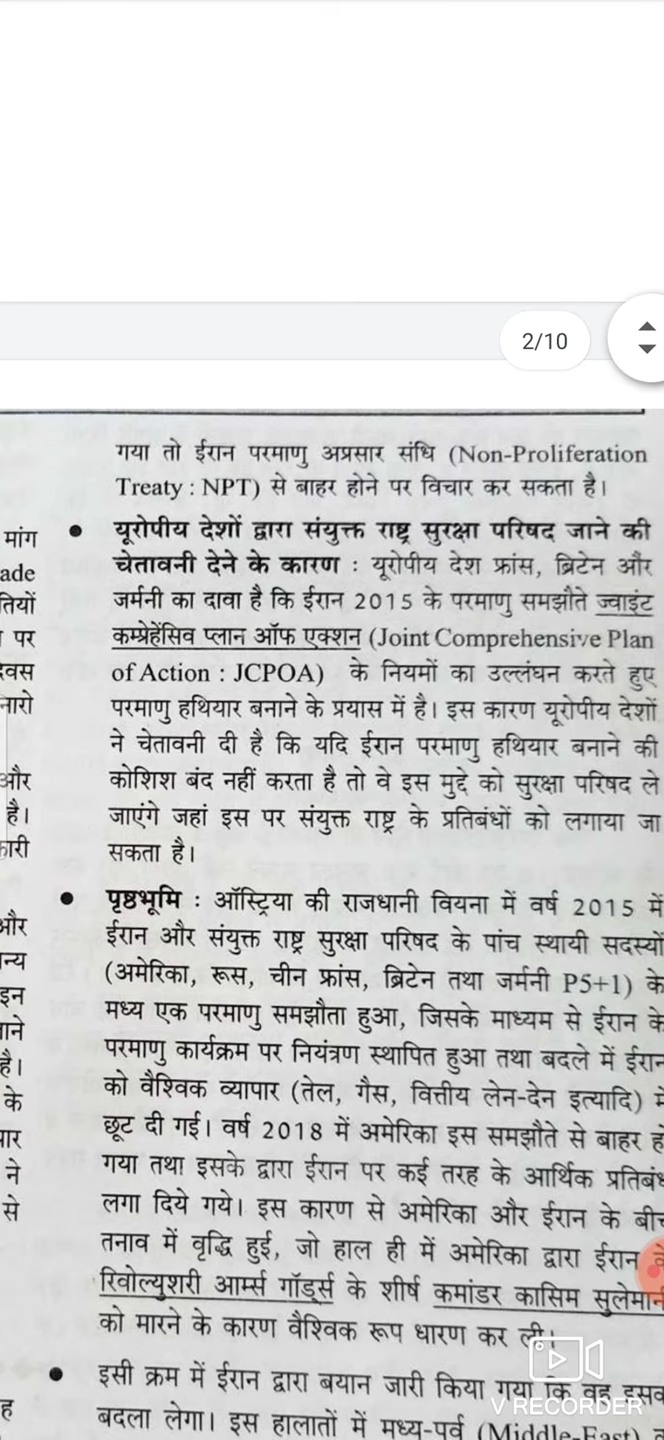 2/10
गया तो ईरान परमाणु अप्रसार संधि (Non-Proliferation
Treaty : NPT) से बाहर होने पर विचार कर सकता है।
यूरोपीय देशों द्वारा संयुक्त राष्ट्र सुरक्षा परिषद जाने की
चेतावनी देने के कारण : यूरोपीय देश फ्रांस, ब्रिटेन और
जर्मनी का दावा है कि ईरान 2015 के परमाणु समझौते ज्वाइंट
कम्प्रेहेंसिव प्लान ऑफ एक्शन (Joint Comprehensive Plan
of Action : JCPOA) के नियमों का उल्लंघन करते हुए
परमाणु हथियार बनाने के प्रयास में है। इस कारण यूरोपीय देशों
ने चेतावनी दी है कि यदि ईरान परमाणु हथियार बनाने की
कोशिश बंद नहीं करता है तो वे इस मुद्दे को सुरक्षा परिषद ले
जाएंगे जहां इस पर संयुक्त राष्ट्र के प्रतिबंधों को लगाया जा
सकता है।
पृष्ठभूमि : ऑस्ट्रिया की राजधानी वियना में वर्ष 2015 में
ईरान और संयुक्त राष्ट्र सुरक्षा परिषद के पांच स्थायी सदस्यों
(अमेरिका, रूस, चीन फ्रांस, ब्रिटेन तथा जर्मनी P5+1) के
मध्य एक परमाणु समझौता हुआ, जिसके माध्यम से ईरान के
परमाणु कार्यक्रम पर नियंत्रण स्थापित हुआ तथा बदले में ईरान
को वैश्विक व्यापार (तेल, गैस, वित्तीय लेन-देन इत्यादि)
छूट दी गई। वर्ष 2018 में अमेरिका इस समझौते से बाहर
गया तथा इसके द्वारा ईरान पर कई तरह के आर्थिक
लगा दिये गये। इस कारण से अमेरिका और ईरान के
तनाव में वृद्धि हुई, जो हाल ही में अमेरिका द्वारा ईरान
रिवोल्युशरी आर्म्स गॉर्ड्स के शीर्ष कमांडर कासिम
को मारने के कारण वैश्विक रूप धारण कर ली।
इसी क्रम में ईरान द्वारा बयान जारी किया गया कि वह
बदला लेगा। इस हालातों में मध्य-पूर्व (Middle-East)
मांग
पर
और
है।
और
है।
के
ने
से
V RECORDER